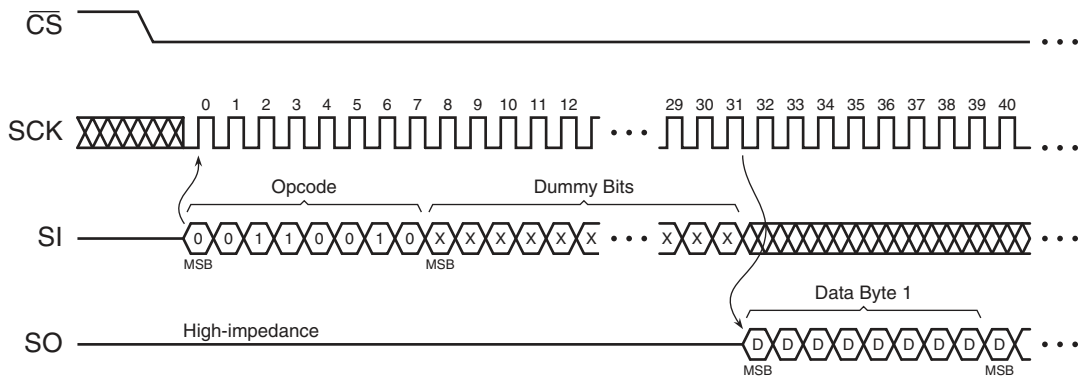 CS
SCK
0 1 2 3 4 5 6 7 8 9 10 11 12 29 30 31 32 33 34 35 36 37 38 39 40
Opcode Dummy Bits
SI
0 0 1 1 0 0 1 0 X X X X X X X X X
MSB MSB
Data Byte 1
High-impedance
SO
D D D D D D D D D
MSB MSB